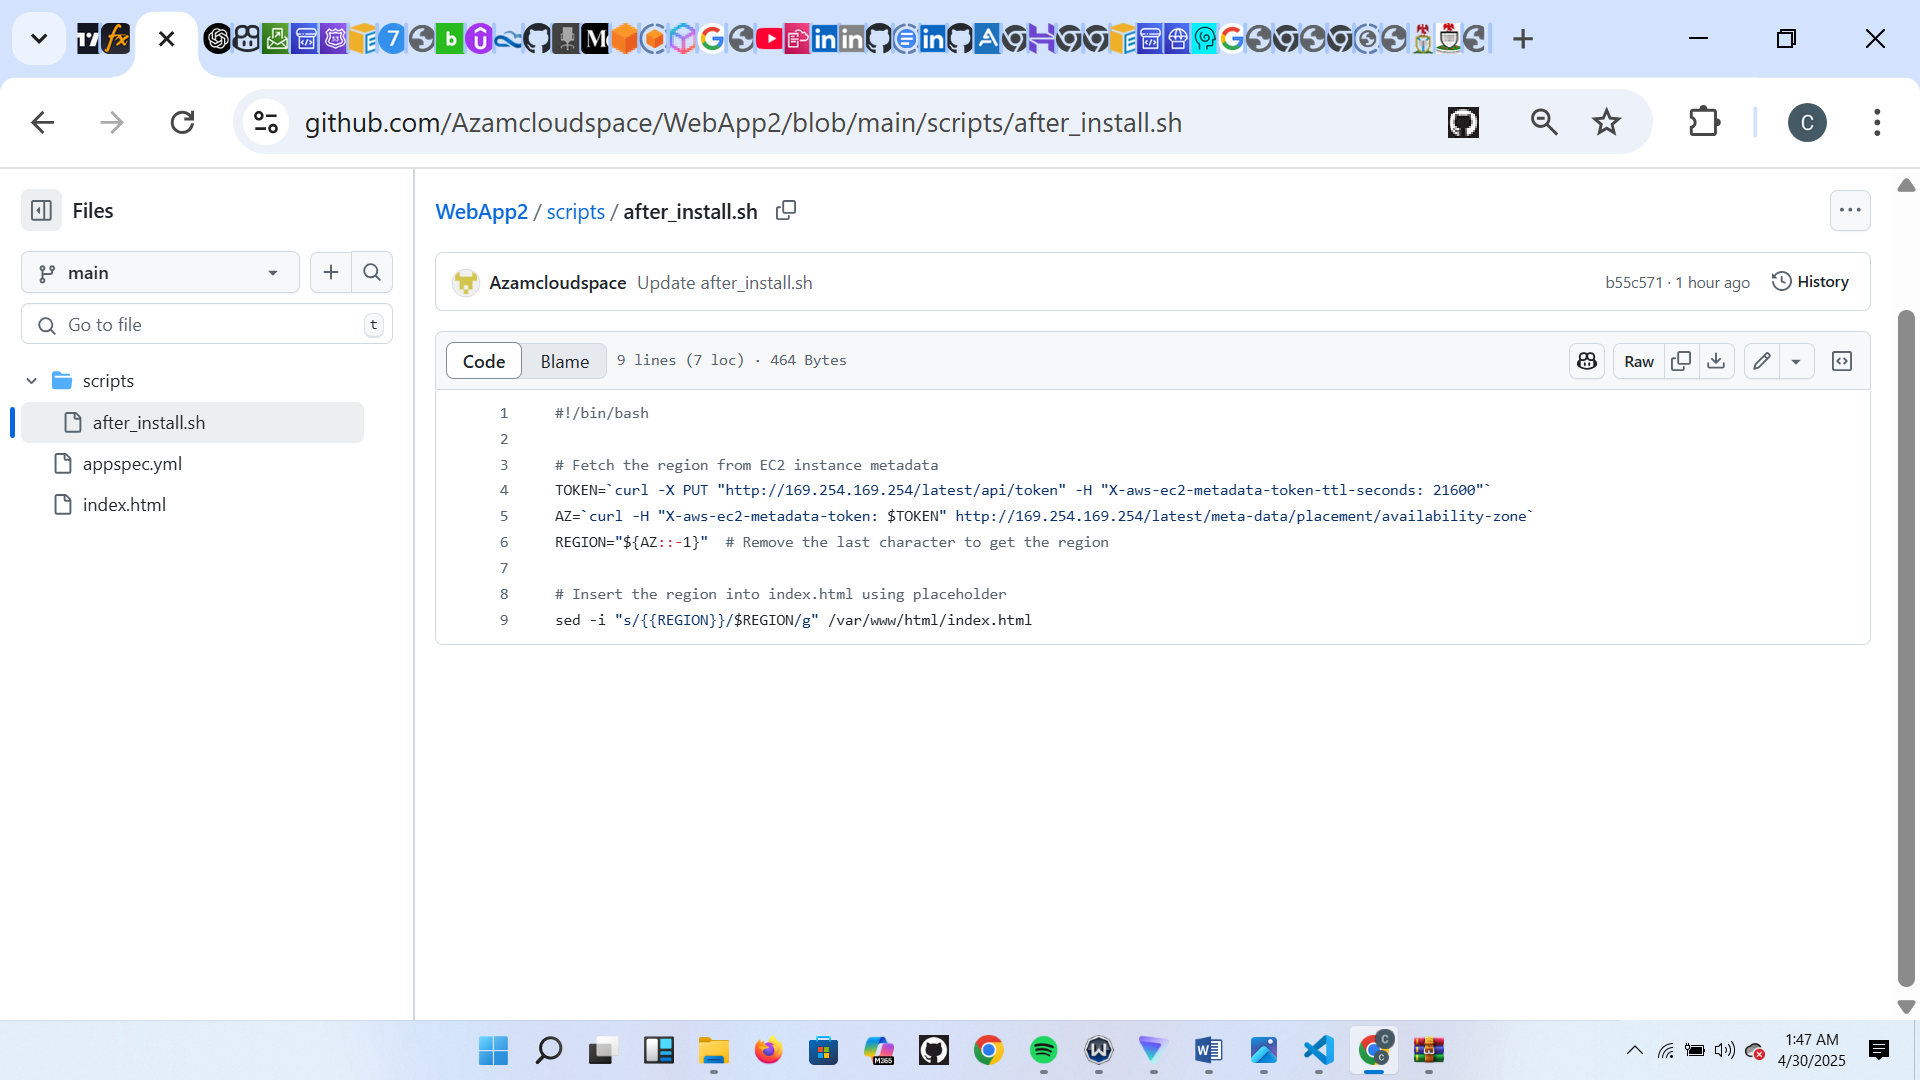 github.com/Azamcloudspace/WebApp2/blob/main/scripts/after_install.sh
C
Files
main
Go to file
t
scripts
after_install.sh
appspec.yml
index.html
WebApp2 / scripts / after_install.sh
Azamcloudspace Update after_install.sh
b55c571 · 1 hour ago
History
Code
Blame
9 lines (7 loc) · 464 Bytes
Raw
1 #!/bin/bash
2
3 # Fetch the region from EC2 instance metadata
4 TOKEN=`curl -X PUT "http://169.254.169.254/latest/api/token" -H "X-aws-ec2-metadata-token-ttl-seconds: 21600"`
5 AZ=`curl -H "X-aws-ec2-metadata-token: $TOKEN" http://169.254.169.254/latest/meta-data/placement/availability-zone`
6 REGION="${AZ::-1}"  # Remove the last character to get the region
7
8 # Insert the region into index.html using placeholder
9 sed -i "s/{{REGION}}/$REGION/g" /var/www/html/index.html
1:47 AM
4/30/2025